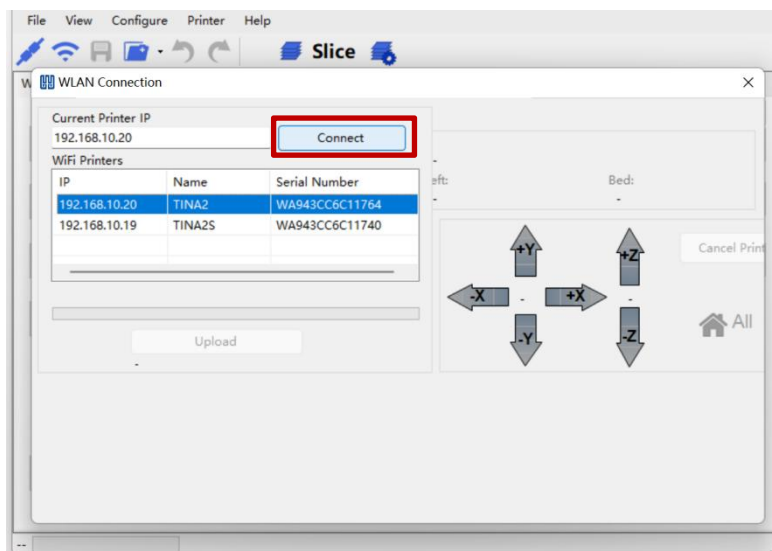 File View Configure Printer Help
Slice
W
WLAN Connection
Current Printer IP
192.168.10.20 Connect
WiFi Printers
IP Name Serial Number
192.168.10.20 TINA2 WA943CC6C11764
192.168.10.19 TINA2S WA943CC6C11740
Upload
-
-
eft: Bed:
- -
+Y +Z Cancel Print
-X - +X -
-Y -Z All
--